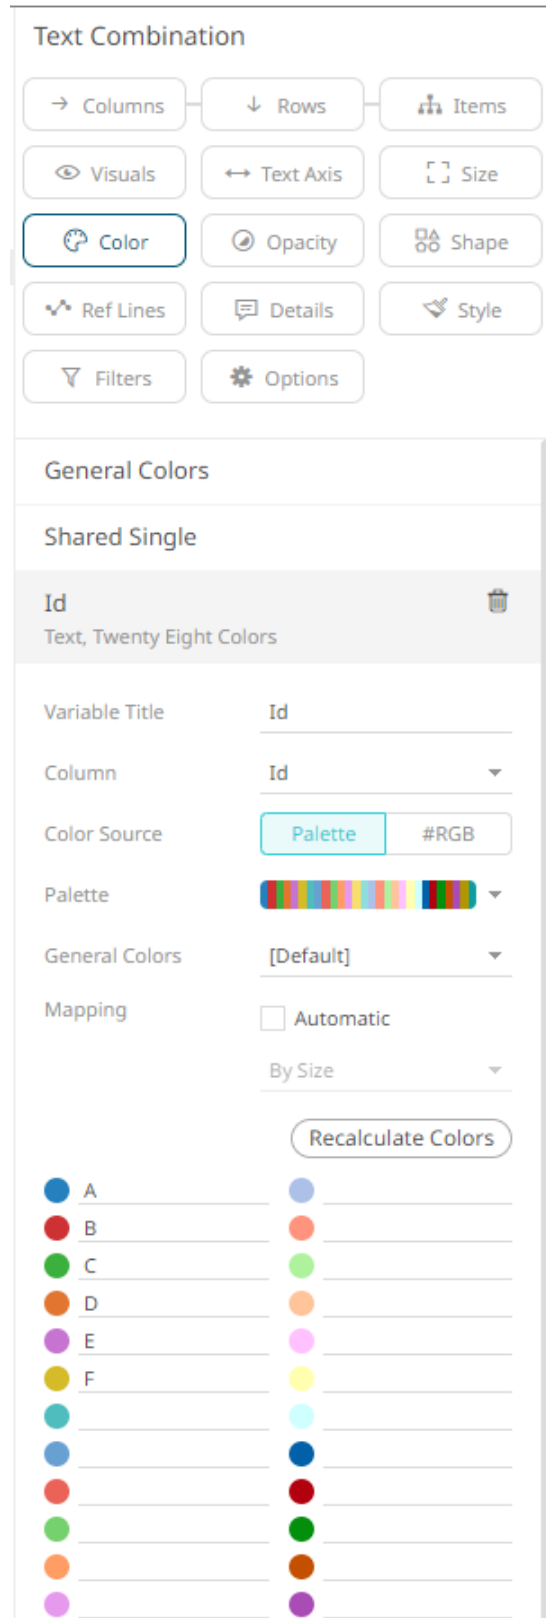 Text Combination
Columns Rows Items
Visuals Text Axis Size
Color Opacity Shape
Ref Lines Details Style
Filters Options
General Colors
Shared Single
Id
Text, Twenty Eight Colors
Variable Title Id
Column Id
Color Source Palette #RGB
Palette
General Colors [Default]
Mapping Automatic
By Size
Recalculate Colors
A
B
C
D
E
F